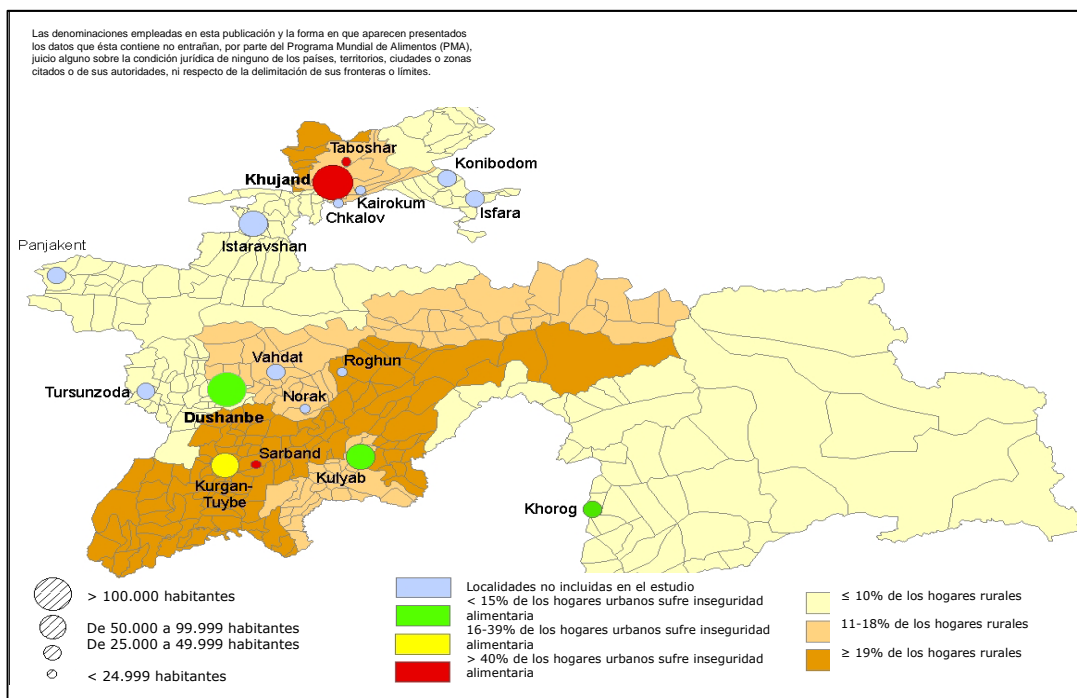 Las denominaciones empleadas en esta publicación y la forma en que aparecen presentados
los datos que ésta contiene no entrañan, por parte del Programa Mundial de Alimentos (PMA),
juicio alguno sobre la condición jurídica de ninguno de los países, territorios, ciudades o zonas
citados o de sus autoridades, ni respecto de la delimitación de sus fronteras o límites.
Taboshar
Konibodom
Khujand
Kairokum
Isfara
Chkalov
Istaravshan
Panjakent
Vahdat
Roghun
Tursunzoda
Norak
Dushanbe
Sarband
Kulyab
Kurgan-
Tuybe
Khorog
> 100.000 habitantes
De 50.000 a 99.999 habitantes
De 25.000 a 49.999 habitantes
< 24.999 habitantes
Localidades no incluidas en el estudio
< 15% de los hogares urbanos sufre inseguridad
alimentaria
16-39% de los hogares urbanos sufre inseguridad
alimentaria
> 40% de los hogares urbanos sufre inseguridad
alimentaria
≤ 10% de los hogares rurales
11-18% de los hogares rurales
≥ 19% de los hogares rurales